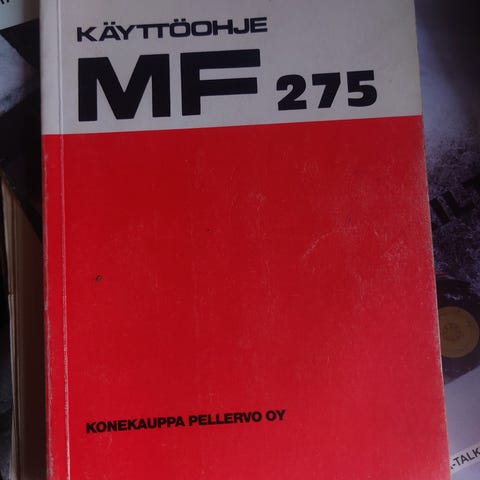 KÄYTTÖOHJE
MF 275
KONEKAUPPA PELLERVO OY